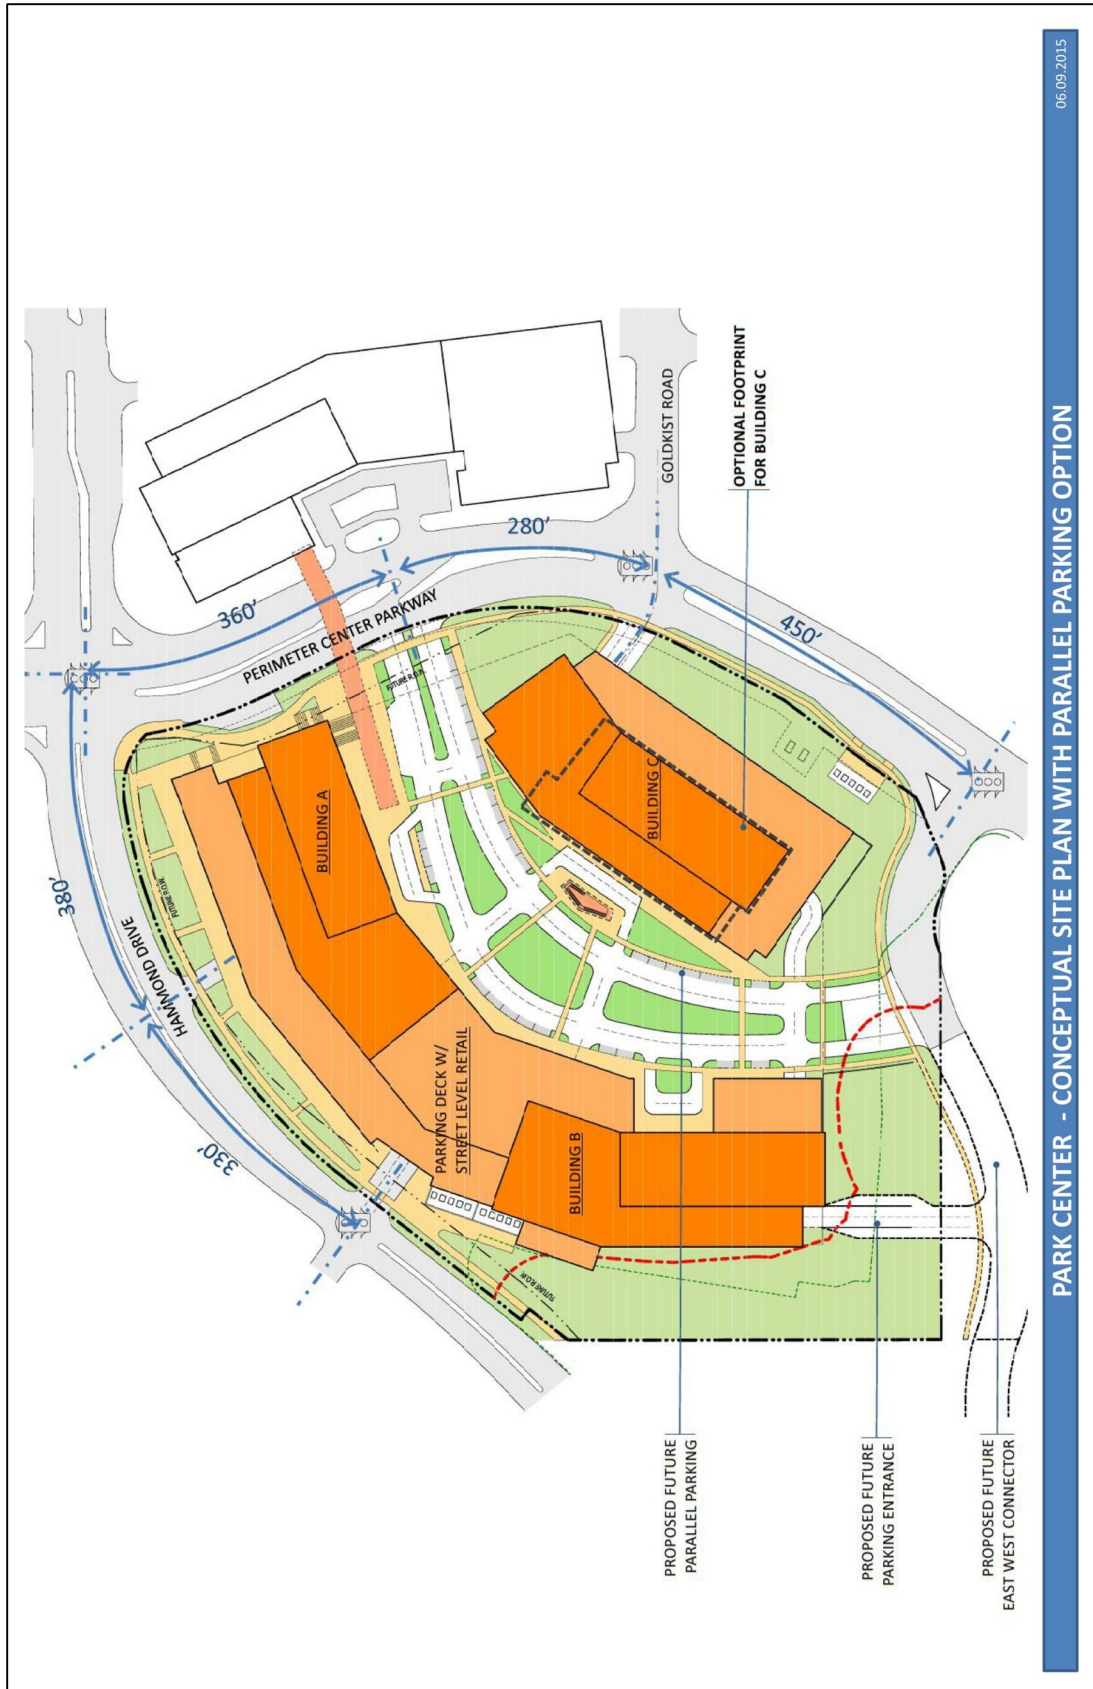 PROPOSED FUTURE
PARALLEL PARKING
PROPOSED FUTURE
PARKING ENTRANCE
PROPOSED FUTURE
EAST WEST CONNECTOR
330’
380’
360’
280’
450’
HAMMOND DRIVE
PERIMETER CENTER PARKWAY
GOLDKIST ROAD
FUTURE R.O.W.
FUTURE R.O.W.
FUTURE R.O.W.
BUILDING A
PARKING DECK W/
STREET LEVEL RETAIL
BUILDING B
BUILDING C
OPTIONAL FOOTPRINT
FOR BUILDING C
PARK CENTER - CONCEPTUAL SITE PLAN WITH PARALLEL PARKING OPTION
06.09.2015